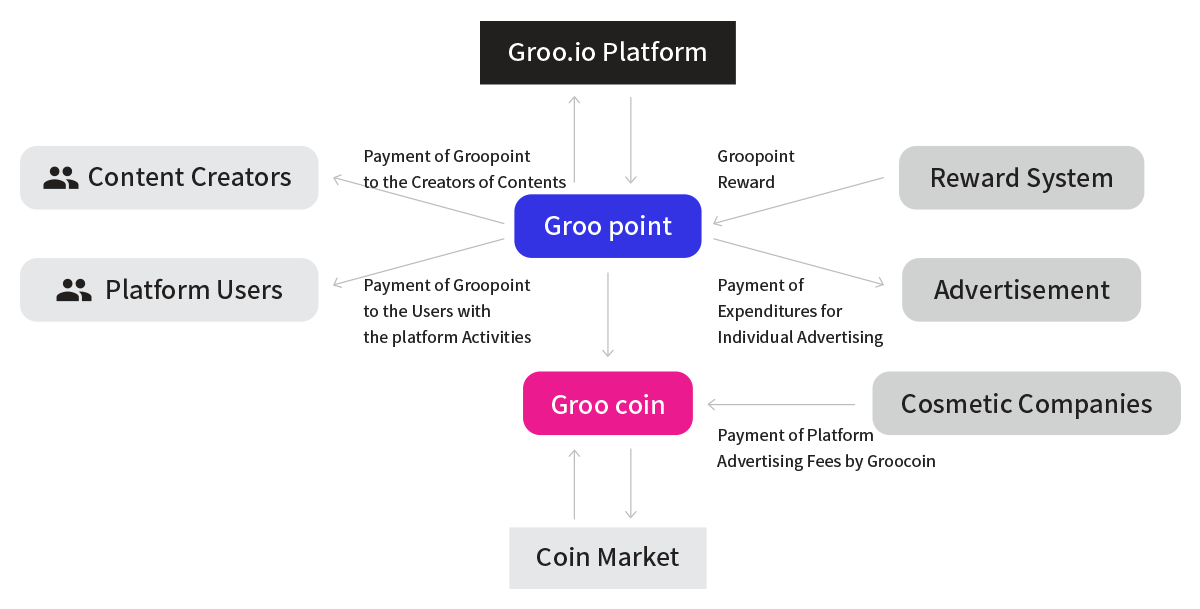 Groo.io Platform
Content Creators
Payment of Groopoint
to the Creators of Contents
Groopoint
Reward
Reward System
Groo point
Platform Users
Payment of Groopoint
to the Users with
the platform Activities
Payment of
Expenditures for
Individual Advertising
Advertisement
Groo coin
Cosmetic Companies
Payment of Platform
Advertising Fees by Groocoin
Coin Market